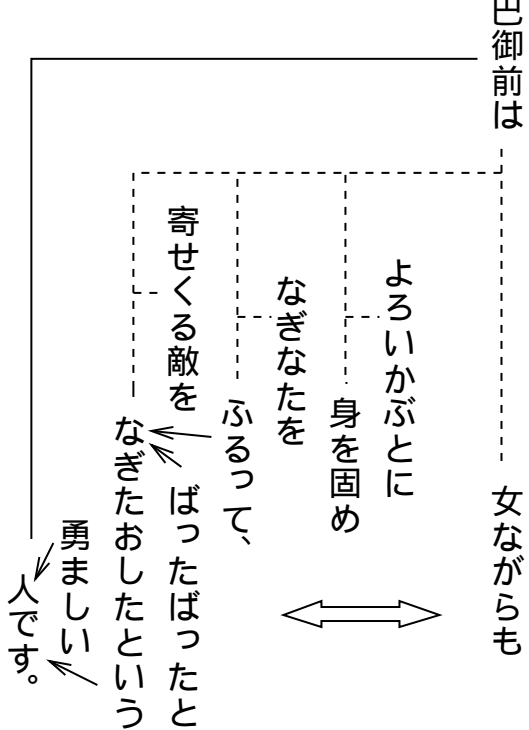 巴御前は
女ながらも
よろいかぶとに
身を固め
なぎなたを
ふるって、
寄せくる敵を
ばったばったと
なぎたおしたという
勇ましい
人です。